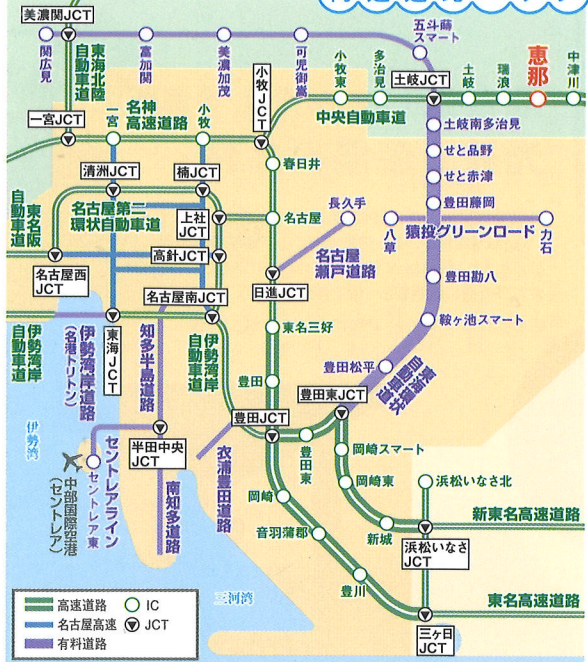 美濃関JCT
関広見
東海北陸
自動車道
富加関
美濃加茂
可児御嵩
五斗蒔
スマート
土岐JCT
小牧JCT
小牧東
多治見
土岐
瑞浪
恵那
中津川
中央自動車道
一宮JCT
一宮
名神
高速道路
小牧
春日井
土岐南多治見
せと品野
せと赤津
豊田藤岡
清洲JCT
楠JCT
東名阪
自動車道
名古屋第二
環状自動車道
上社
JCT
名古屋
長久手
八草
猿投グリーンロード
力石
高針JCT
名古屋西
JCT
名古屋
瀬戸道路
日進JCT
豊田勘八
名古屋南JCT
鞍ヶ池スマート
伊勢湾岸
自動車道
伊勢湾岸道路
(名港トリトン)
東海JCT
知多半島道路
伊勢湾岸
自動車道
東名三好
豊田松平
東海環状
自動車道
豊田
豊田東JCT
豊田JCT
伊勢湾
セントレアライン
セントレア東
中部国際空港
(セントレア)
半田中央
JCT
南知多道路
衣浦豊田道路
豊田東
岡崎スマート
岡崎東
新城
浜松いなさ北
新東名高速道路
浜松いなさ
JCT
岡崎
音羽蒲郡
豊川
三河湾
東名高速道路
三ヶ日
JCT
高速道路
IC
名古屋高速
JCT
有料道路